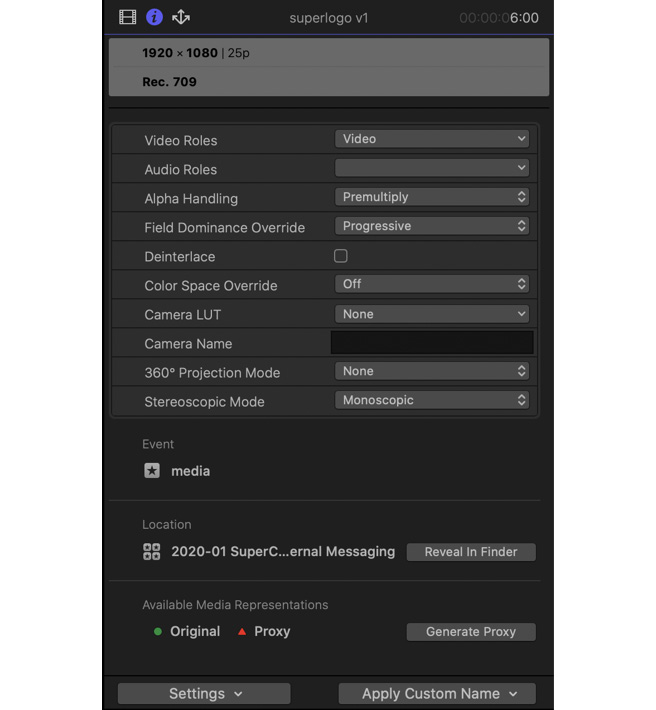 superlogo v1 00:00:06:00
1920 × 1080 | 25p
Rec. 709
Video Roles Video
Audio Roles
Alpha Handling Premultiply
Field Dominance Override Progressive
Deinterlace
Color Space Override Off
Camera LUT None
Camera Name
360° Projection Mode None
Stereoscopic Mode Monoscopic
Event
media
Location
2020-01 SuperC...ernal Messaging Reveal In Finder
Available Media Representations
Original Proxy Generate Proxy
Settings Apply Custom Name